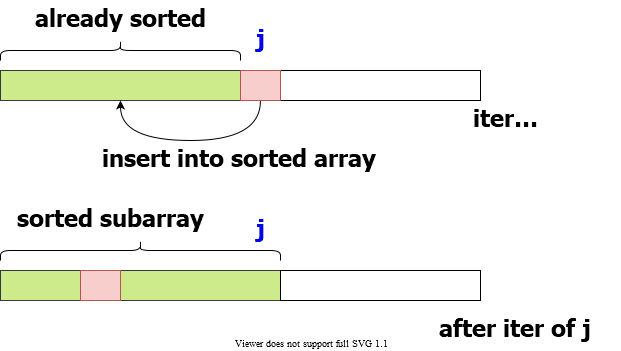 already sorted
j
iter...
insert into sorted array
sorted subarray
j
after iter of j
Viewer does not support full SVG 1.1